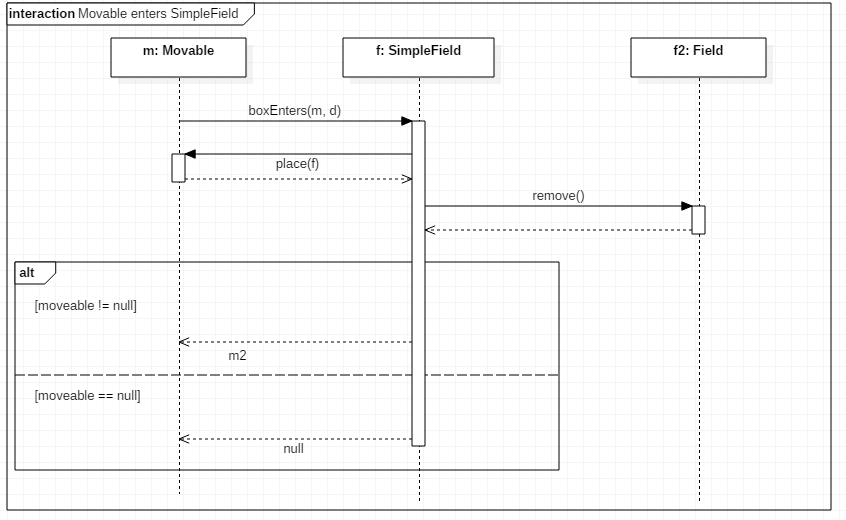 interaction Movable enters SimpleField
m: Movable
f: SimpleField
f2: Field
boxEnters(m, d)
place(f)
remove()
alt
[moveable != null]
m2
[moveable == null]
null